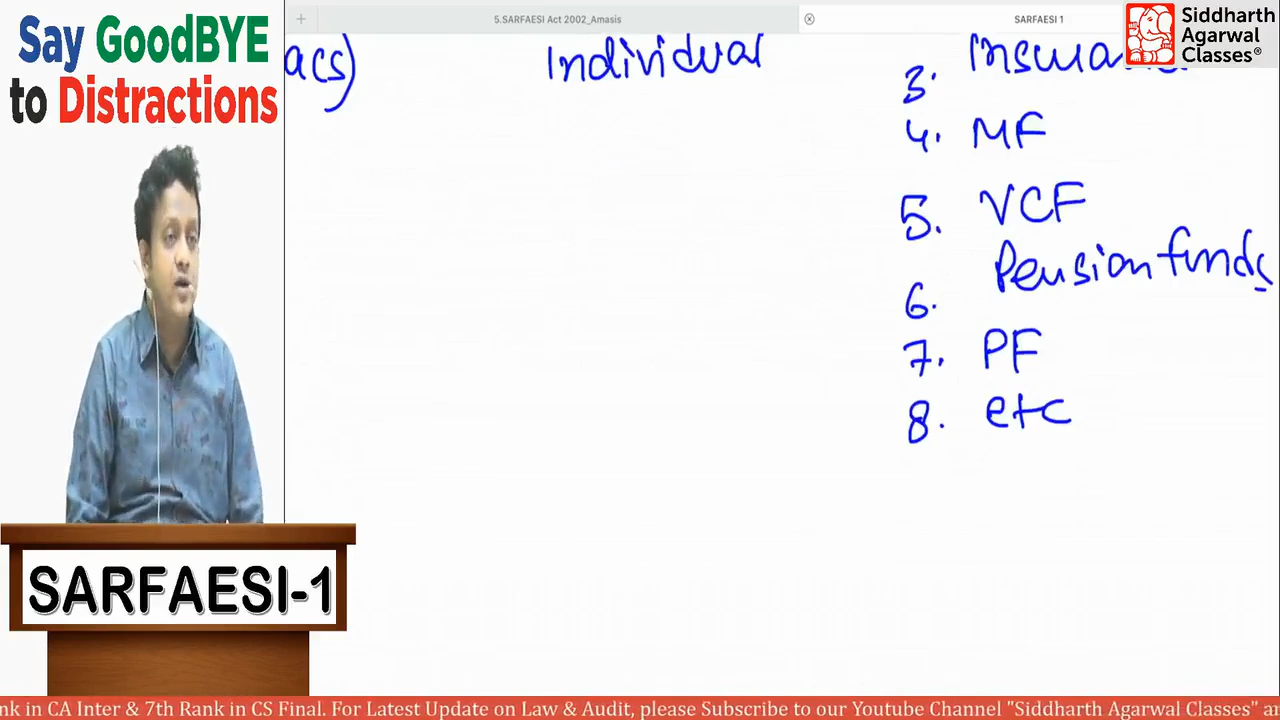 Say GoodBYE
to Distractions
5.SARFAESI Act 2002_Amasis
SARFAESI 1
Siddharth
Agarwal
Classes®
acs)
Individual
3.
4. MF
5. VCF
6. Pension funds
7. PF
8. etc
SARFAESI-1
nk in CA Inter & 7th Rank in CS Final. For Latest Update on Law & Audit, please Subscribe to our Youtube Channel "Siddharth Agarwal Classes" an